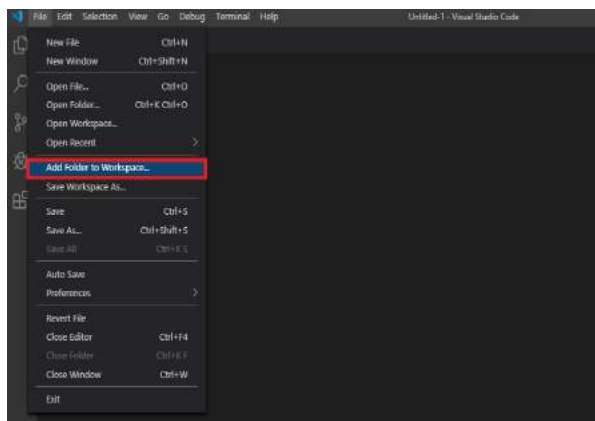 File Edit Selection View Go Debug Terminal Help Untitled-1 - Visual Studio Code
New File Ctrl+N
New Window Ctrl+Shift+N
Open File... Ctrl+O
Open Folder... Ctrl+K Ctrl+O
Open Workspace...
Open Recent
Add Folder to Workspace...
Save Workspace As...
Save Ctrl+S
Save As... Ctrl+Shift+S
Save All Ctrl+K S
Auto Save
Preferences
Revert File
Close Editor Ctrl+F4
Close Folder Ctrl+K F
Close Window Ctrl+W
Exit